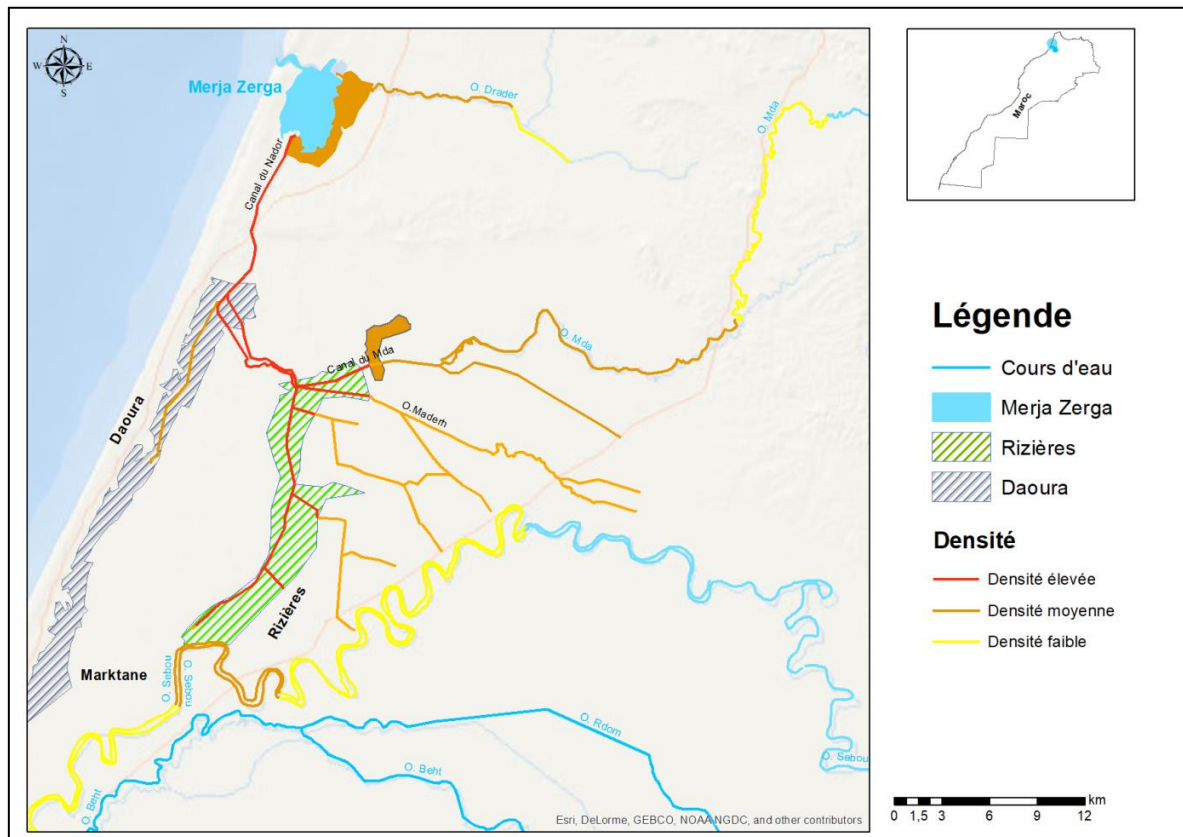 N
W
E
S
Merja Zerga
O. Drader
O. Mda
Maroc
Canal du Nador
O. Mda
Canal du Mda
O.Maderh
Daoura
Rizières
Marktane
O. Sebou
O. Sebou
O. Rdom
O. Beht
O. Beht
O. Sebou
Esri, DeLorme, GEBCO, NOAA NGDC, and other contributors
Légende
Cours d'eau
Merja Zerga
Rizières
Daoura
Densité
Densité élevée
Densité moyenne
Densité faible
km
0 1,5 3 6 9 12